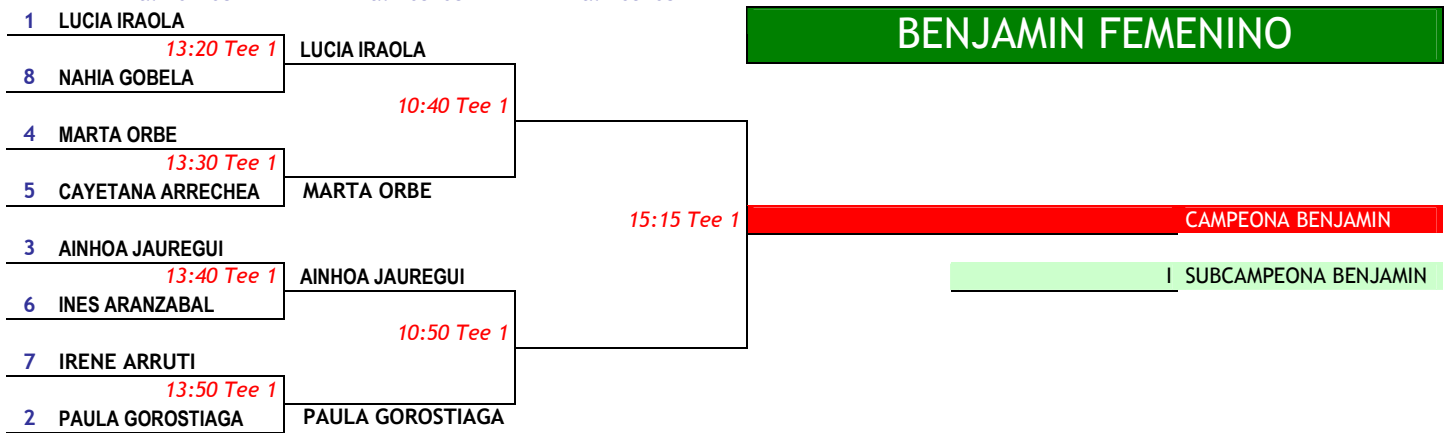 1 LUCIA IRAOLA
BENJAMIN FEMENINO
13:20 Tee 1 LUCIA IRAOLA
8 NAHIA GOBELA
10:40 Tee 1
4 MARTA ORBE
13:30 Tee 1
5 CAYETANA ARRECHEA MARTA ORBE
15:15 Tee 1 CAMPEONA BENJAMIN
3 AINHOA JAUREGUI
13:40 Tee 1 AINHOA JAUREGUI
I SUBCAMPEONA BENJAMIN
6 INES ARANZABAL
10:50 Tee 1
7 IRENE ARRUTI
13:50 Tee 1
2 PAULA GOROSTIAGA PAULA GOROSTIAGA